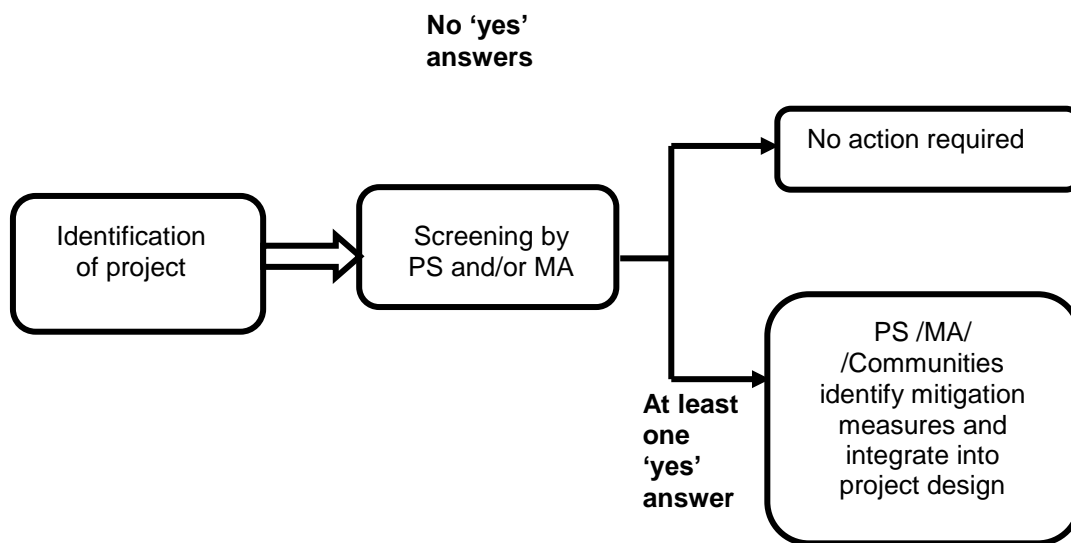 No ‘yes’
answers
No action required
Identification
of project
Screening by
PS and/or MA
PS /MA/
/Communities
identify mitigation
measures and
integrate into
project design
At least
one
‘yes’
answer